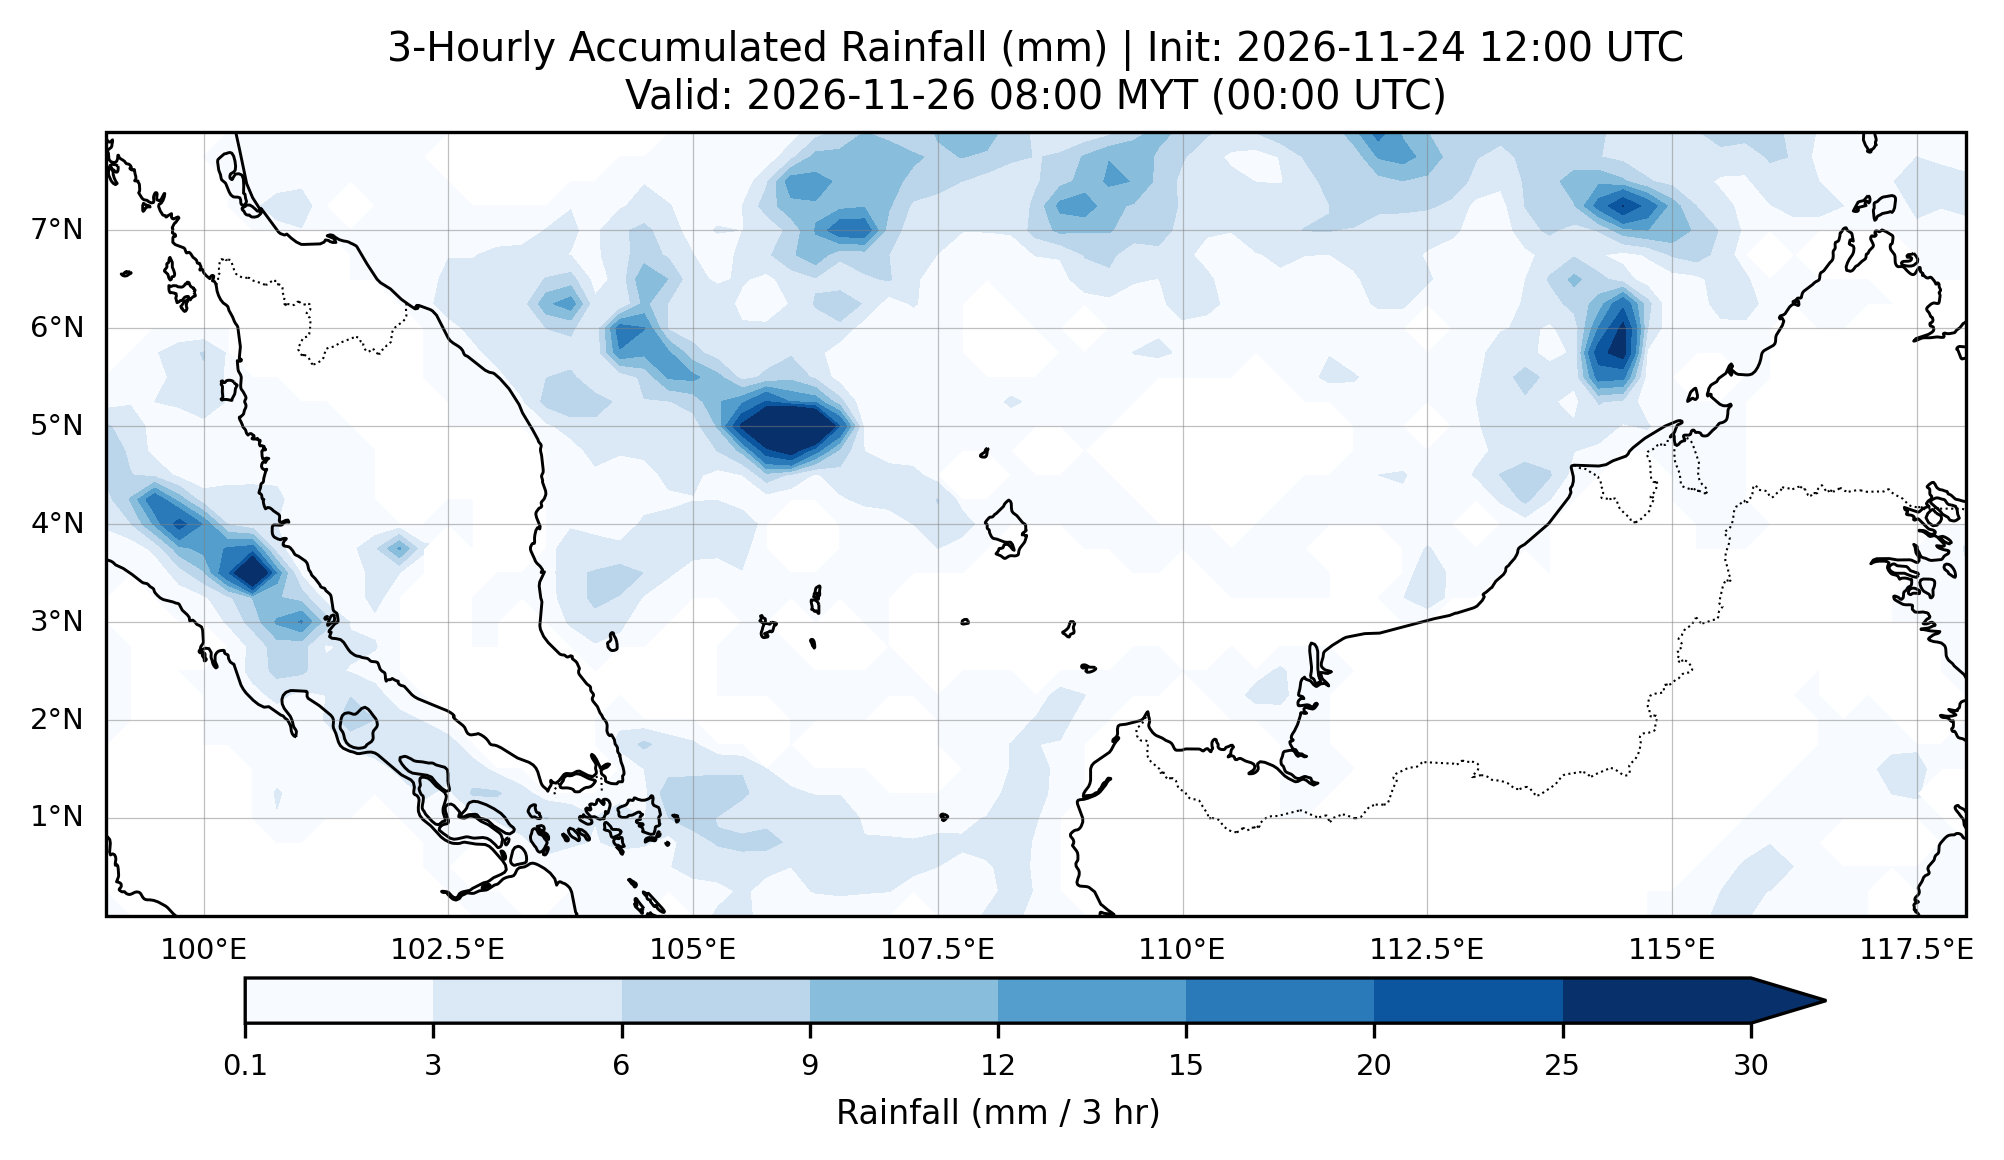 3-Hourly Accumulated Rainfall (mm) | Init: 2026-11-24 12:00 UTC
Valid: 2026-11-26 08:00 MYT (00:00 UTC)
7°N
6°N
5°N
4°N
3°N
2°N
1°N
100°E 102.5°E 105°E 107.5°E 110°E 112.5°E 115°E 117.5°E
0.1 3 6 9 12 15 20 25 30
Rainfall (mm / 3 hr)